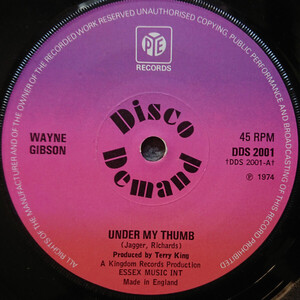 ALL RIGHTS OF THE MANUFACTURER AND OF THE OWNER OF THE RECORDED WORK RESERVED UNAUTHORISED COPYING, PUBLIC PERFORMANCE AND BROADCASTING OF THIS RECORD PROHIBITED
PYE
RECORDS
Disco
Demand
WAYNE
GIBSON
45 RPM
DDS 2001
†DDS 2001-A†
℗ 1974
UNDER MY THUMB
(Jagger, Richards)
Produced by Terry King
A Kingdom Records Production
ESSEX MUSIC INT
Made in England